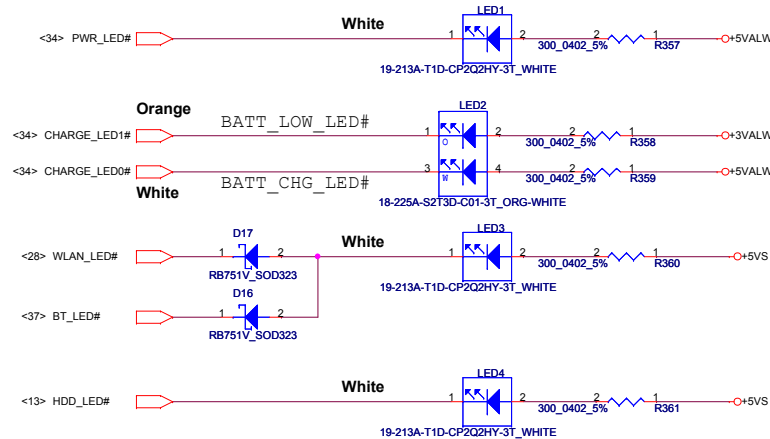 White
LED1
<34> PWR_LED#
1
2
2
1
300_0402_5%
R357
+5VALW
19-213A-T1D-CP2Q2HY-3T_WHITE
Orange
BATT_LOW_LED#
LED2
<34> CHARGE_LED1#
1
O
2
2
1
300_0402_5%
R358
+3VALW
<34> CHARGE_LED0#
3
W
4
2
1
300_0402_5%
R359
+5VALW
White
BATT_CHG_LED#
18-225A-S2T3D-C01-3T_ORG-WHITE
D17
White
LED3
<28> WLAN_LED#
1
2
1
2
2
1
300_0402_5%
R360
+5VS
RB751V_SOD323
19-213A-T1D-CP2Q2HY-3T_WHITE
D16
<37> BT_LED#
1
2
RB751V_SOD323
White
LED4
<13> HDD_LED#
1
2
2
1
300_0402_5%
R361
+5VS
19-213A-T1D-CP2Q2HY-3T_WHITE